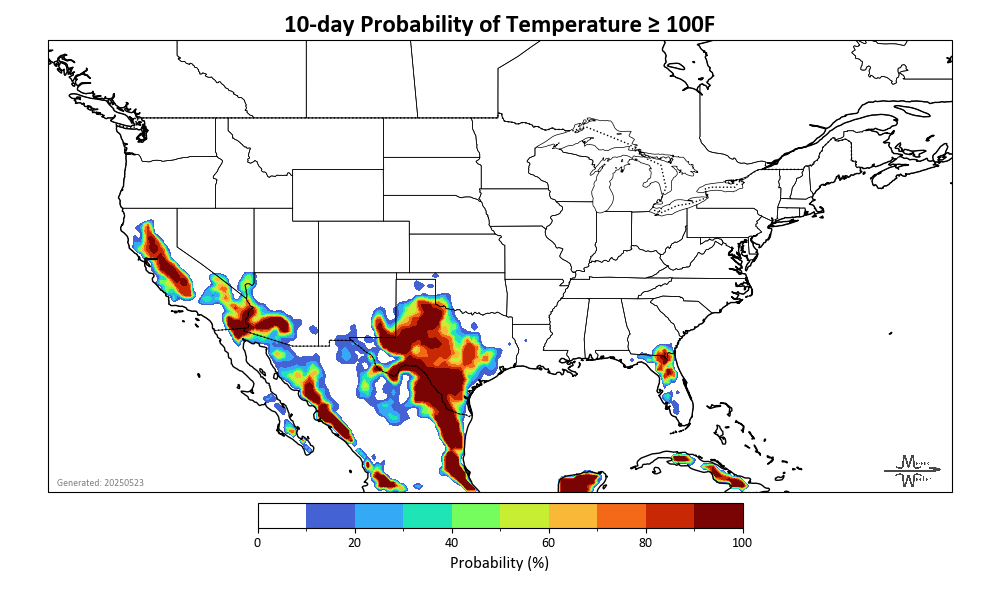 10-day Probability of Temperature ≥ 100F
Generated: 20250523
0 20 40 60 80 100
Probability (%)